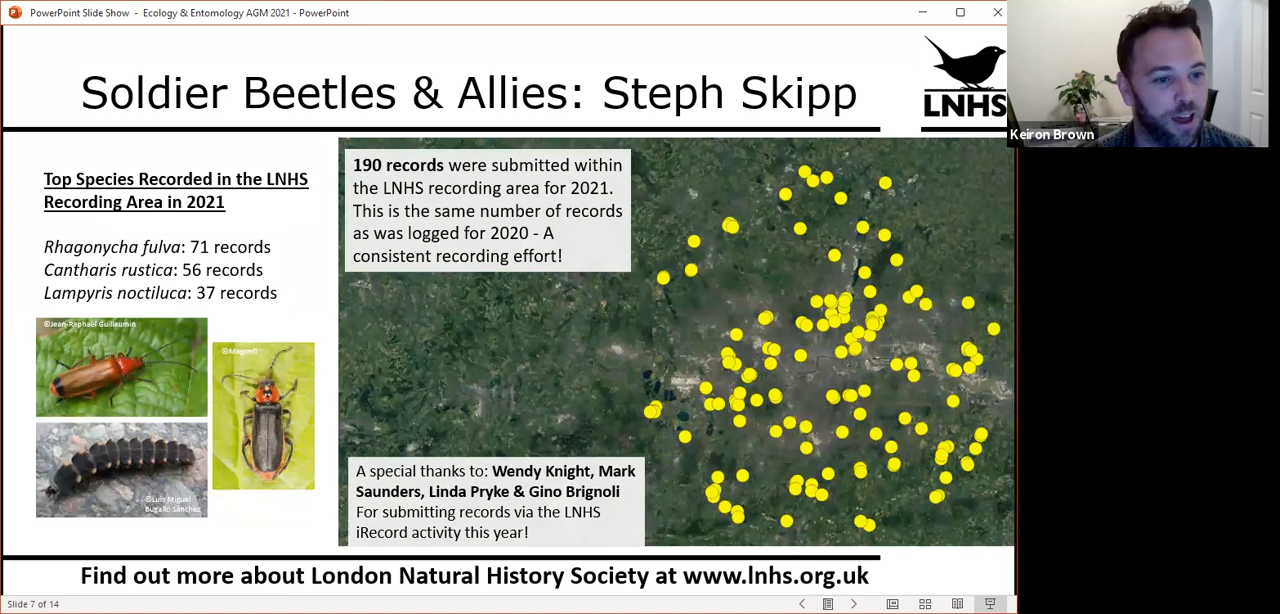 PowerPoint Slide Show - Ecology & Entomology AGM 2021 - PowerPoint
Soldier Beetles & Allies: Steph Skipp
LNHS
Keiron Brown
Top Species Recorded in the LNHS
Recording Area in 2021
Rhagonycha fulva: 71 records
Cantharis rustica: 56 records
Lampyris noctiluca: 37 records
©Jean-Raphaël Guillaumin
©Magnefl
©Luis Miguel
Bugallo Sánchez
190 records were submitted within
the LNHS recording area for 2021.
This is the same number of records
as was logged for 2020 - A
consistent recording effort!
A special thanks to: Wendy Knight, Mark
Saunders, Linda Pryke & Gino Brignoli
For submitting records via the LNHS
iRecord activity this year!
Find out more about London Natural History Society at www.lnhs.org.uk
Slide 7 of 14